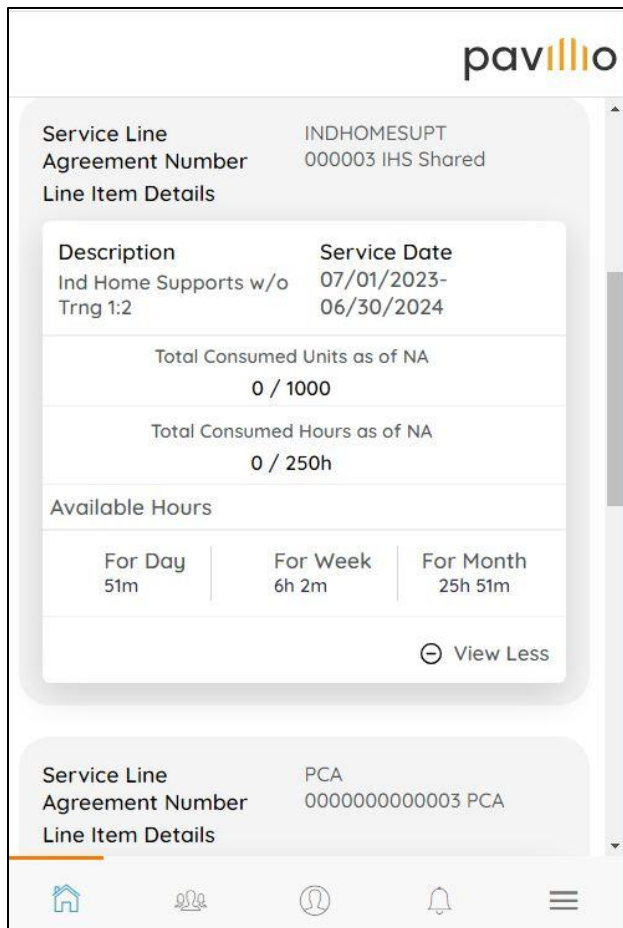 pavillio
Service Line INDHOMESUPT
Agreement Number 000003 IHS Shared
Line Item Details
Description Service Date
Ind Home Supports w/o 07/01/2023-
Trng 1:2 06/30/2024
Total Consumed Units as of NA
0 / 1000
Total Consumed Hours as of NA
0 / 250h
Available Hours
For Day For Week For Month
51m 6h 2m 25h 51m
View Less
Service Line PCA
Agreement Number 0000000000003 PCA
Line Item Details